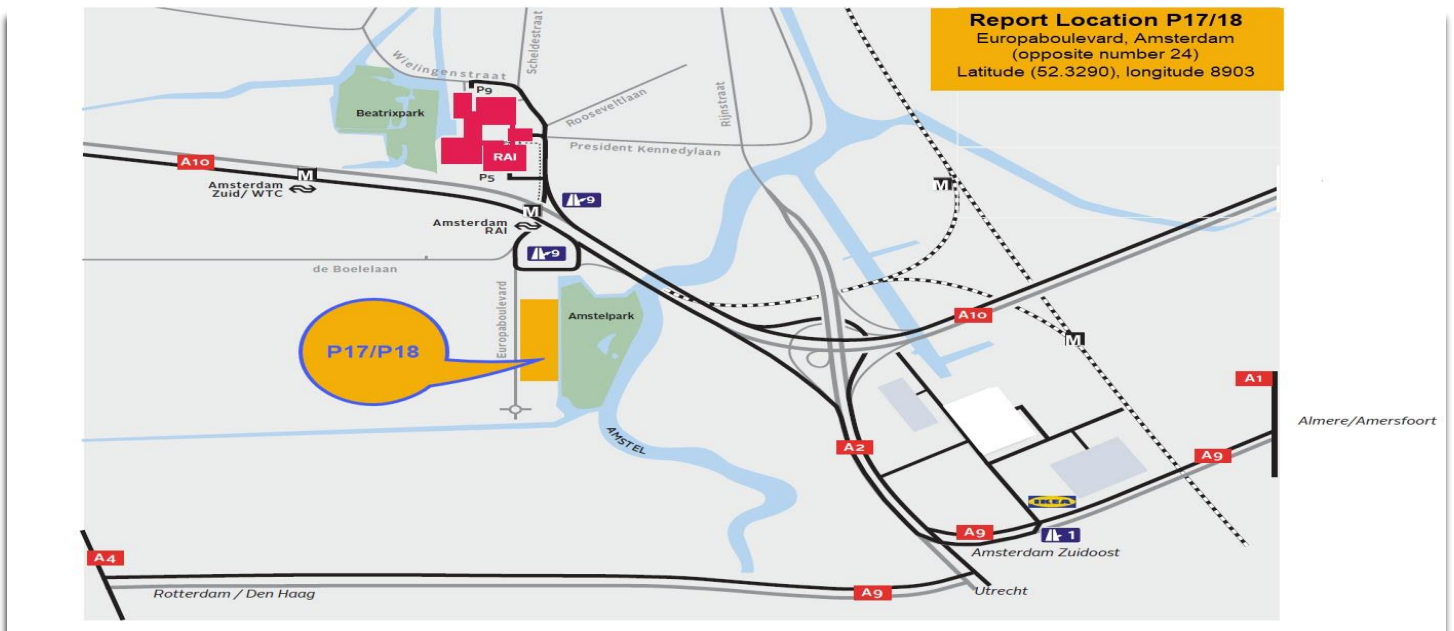 Report Location P17/18
Europaboulevard, Amsterdam
(opposite number 24)
Latitude (52.3290), longitude 8903
Wielingenstraat
Scheldestraat
P9
Beatrixpark
Rooseveltlaan
Rijnstraat
President Kennedylaan
RAI
A10
M
Amsterdam
Zuid/ WTC
P5
M
9
M
Amsterdam
RAI
9
de Boelelaan
Europaboulevard
Amstelpark
A10
P17/P18
M
A1
Almere/Amersfoort
AMSTEL
A2
A9
IKEA
A9
1
Amsterdam Zuidoost
A4
Rotterdam / Den Haag
A9
Utrecht